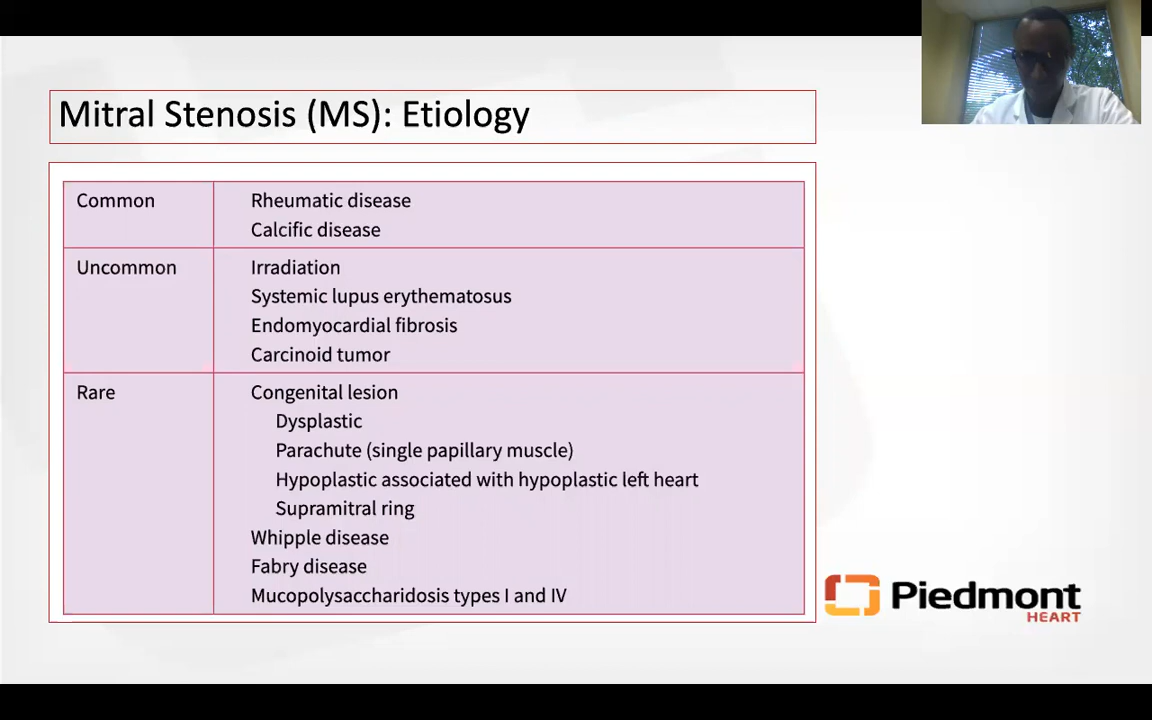 Mitral Stenosis (MS): Etiology
Common
Rheumatic disease
Calcific disease
Uncommon
Irradiation
Systemic lupus erythematosus
Endomyocardial fibrosis
Carcinoid tumor
Rare
Congenital lesion
Dysplastic
Parachute (single papillary muscle)
Hypoplastic associated with hypoplastic left heart
Supramitral ring
Whipple disease
Fabry disease
Mucopolysaccharidosis types I and IV
Piedmont
HEART